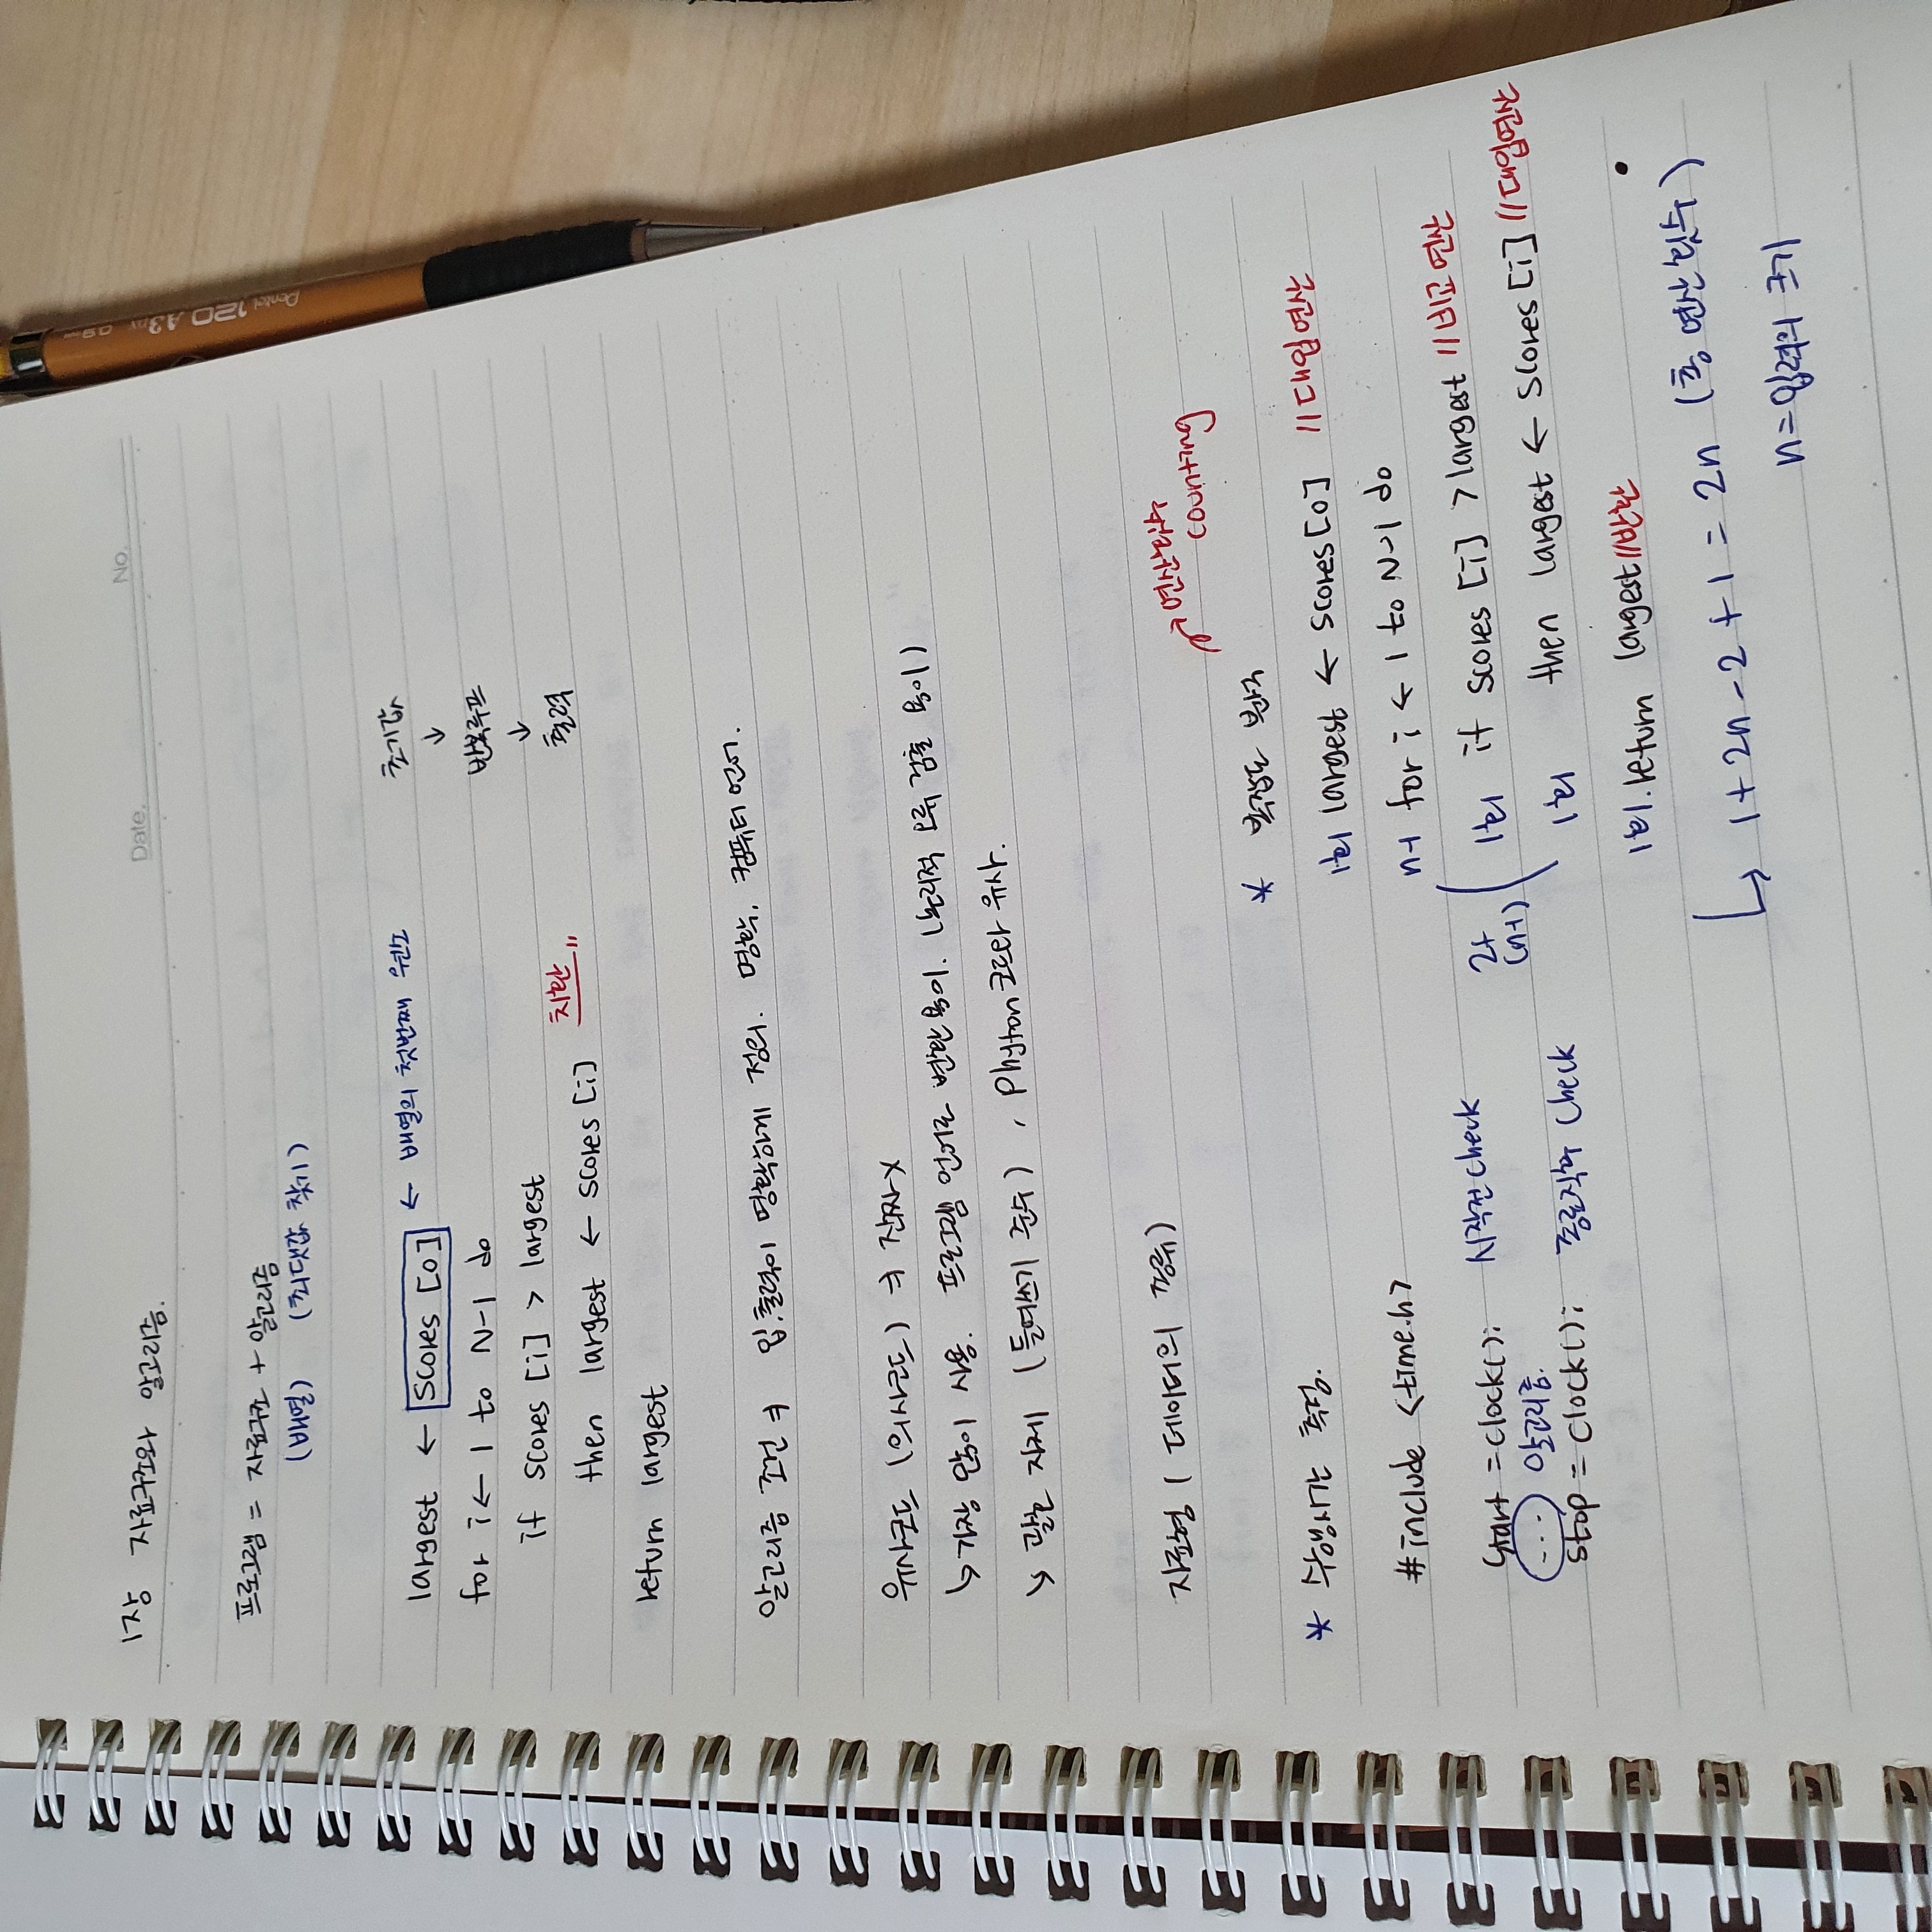 Date.
No.
1장 자료구조와 알고리즘.
프로그램 = 자료구조 + 알고리즘
(배열) (최댓값 찾기)
largest ← scores [0] ← 배열의 첫번째 원소
for i ← 1 to N-1 do
if scores [i] > largest
then largest ← scores [i] 치환
return largest
초기값
↓
반복루프
↓
출력
알고리즘 조건 ⇒ 입.출력이 명확하게 정의. 명확. 컴퓨터 언어.
유사코드 (의사코드) ⇒ 진짜 x
↳ 가장 많이 사용. 프로그램 언어로 변환 용이. (논리적 오류 검출 용이)
↘ 괄호 자제 (들여쓰기 준수) , Phyton 코드와 유사.
자료형 ( 데이터의 종류)
* 수행시간 측정.
#include <time.h>
start = clock(); 시작전 check
... 알고리즘.
stop = clock(); 종료직후 check
연산횟수
counting
* 복잡도 분석
1회 largest ← scores[0] //대입연산
n-1 for i ← 1 to N-1 do
2+
(n-1)
1회 if scores [i] > largest //비교연산
1회 then largest ← scores [i] //대입연산
1회. return largest //반환
↳ 1+2n-2+1 = 2n (총 연산 횟수)
n = 입력의 크기
Pentel 120 A3